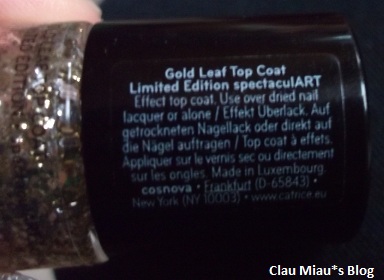 Gold Leaf Top Coat
Limited Edition spectaculART
Effect top coat. Use over dried nail
lacquer or alone / Effekt Überlack. Auf
getrockneten Nagellack oder direkt auf
die Nägel auftragen / Top coat à effets.
Appliquer sur le vernis sec ou directement
sur les ongles. Made in Luxembourg.
cosnova • Frankfurt (D-65843) •
New York (NY 10003) • www.catrice.eu
Clau Miau*s Blog